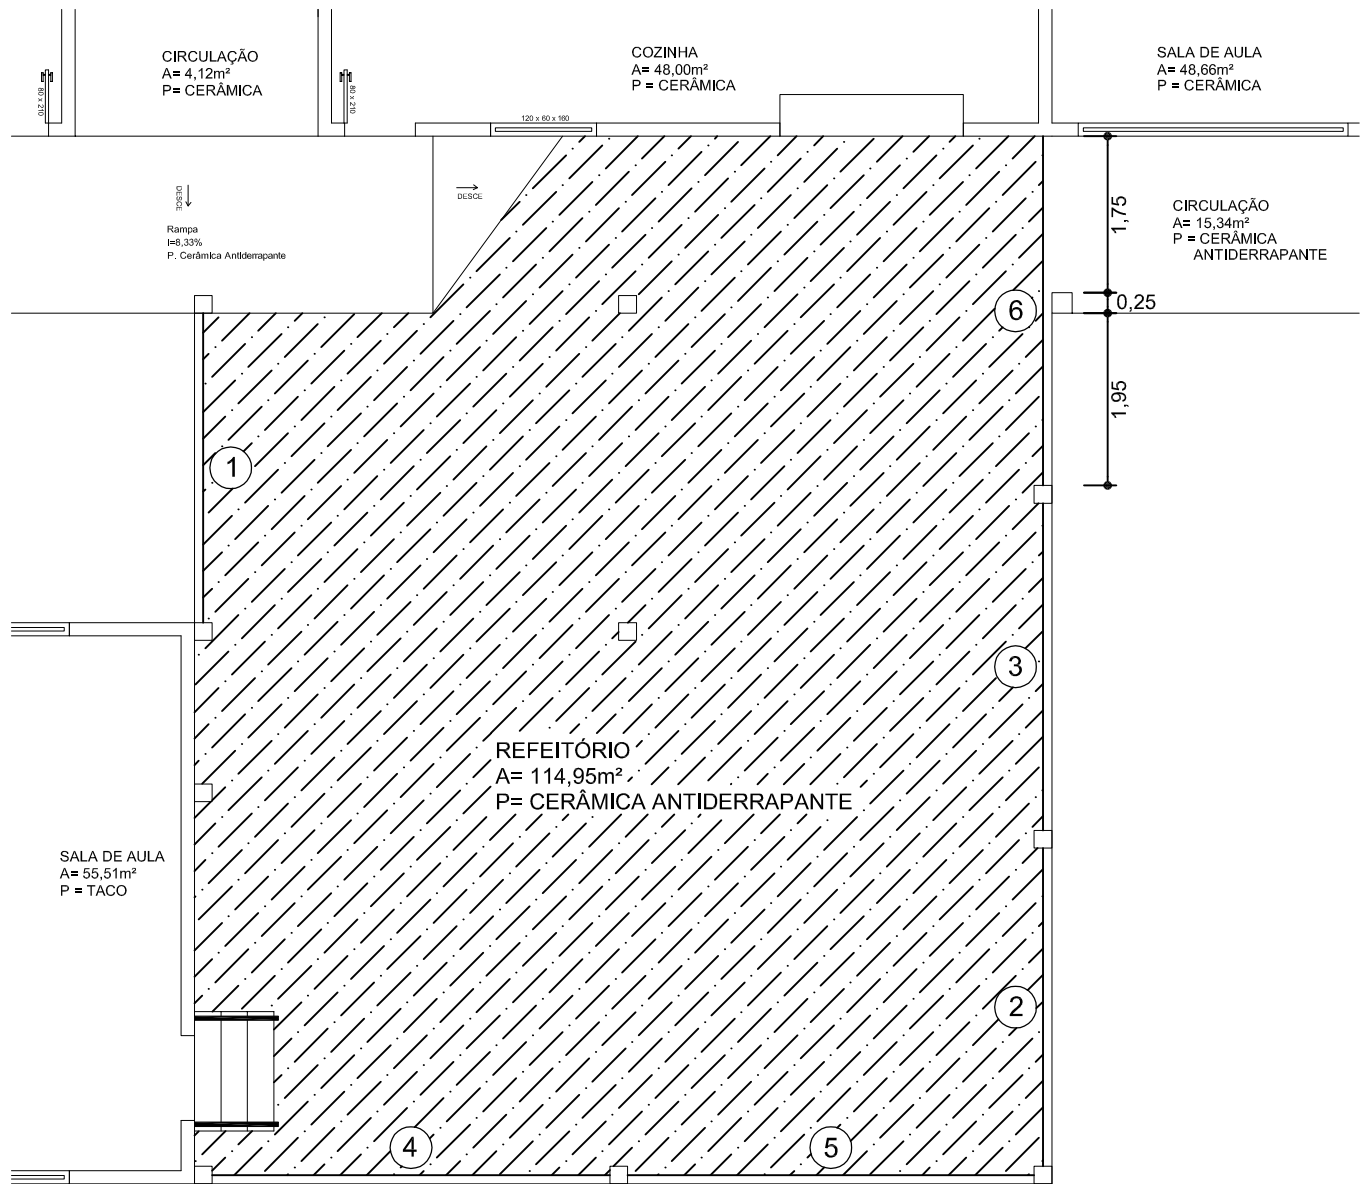 CIRCULAÇÃO
A= 4,12m²
P= CERÂMICA
COZINHA
A= 48,00m²
P = CERÂMICA
SALA DE AULA
A= 48,66m²
P = CERÂMICA
80 x 210
80 x 210
120 x 60 x 160
DESCE
DESCE
Rampa
I=8,33%
P. Cerâmica Antiderrapante
1,75
CIRCULAÇÃO
A= 15,34m²
P = CERÂMICA
ANTIDERRAPANTE
0,25
6
1,95
1
3
REFEITÓRIO
A= 114,95m²
P= CERÂMICA ANTIDERRAPANTE
SALA DE AULA
A= 55,51m²
P = TACO
2
4
5